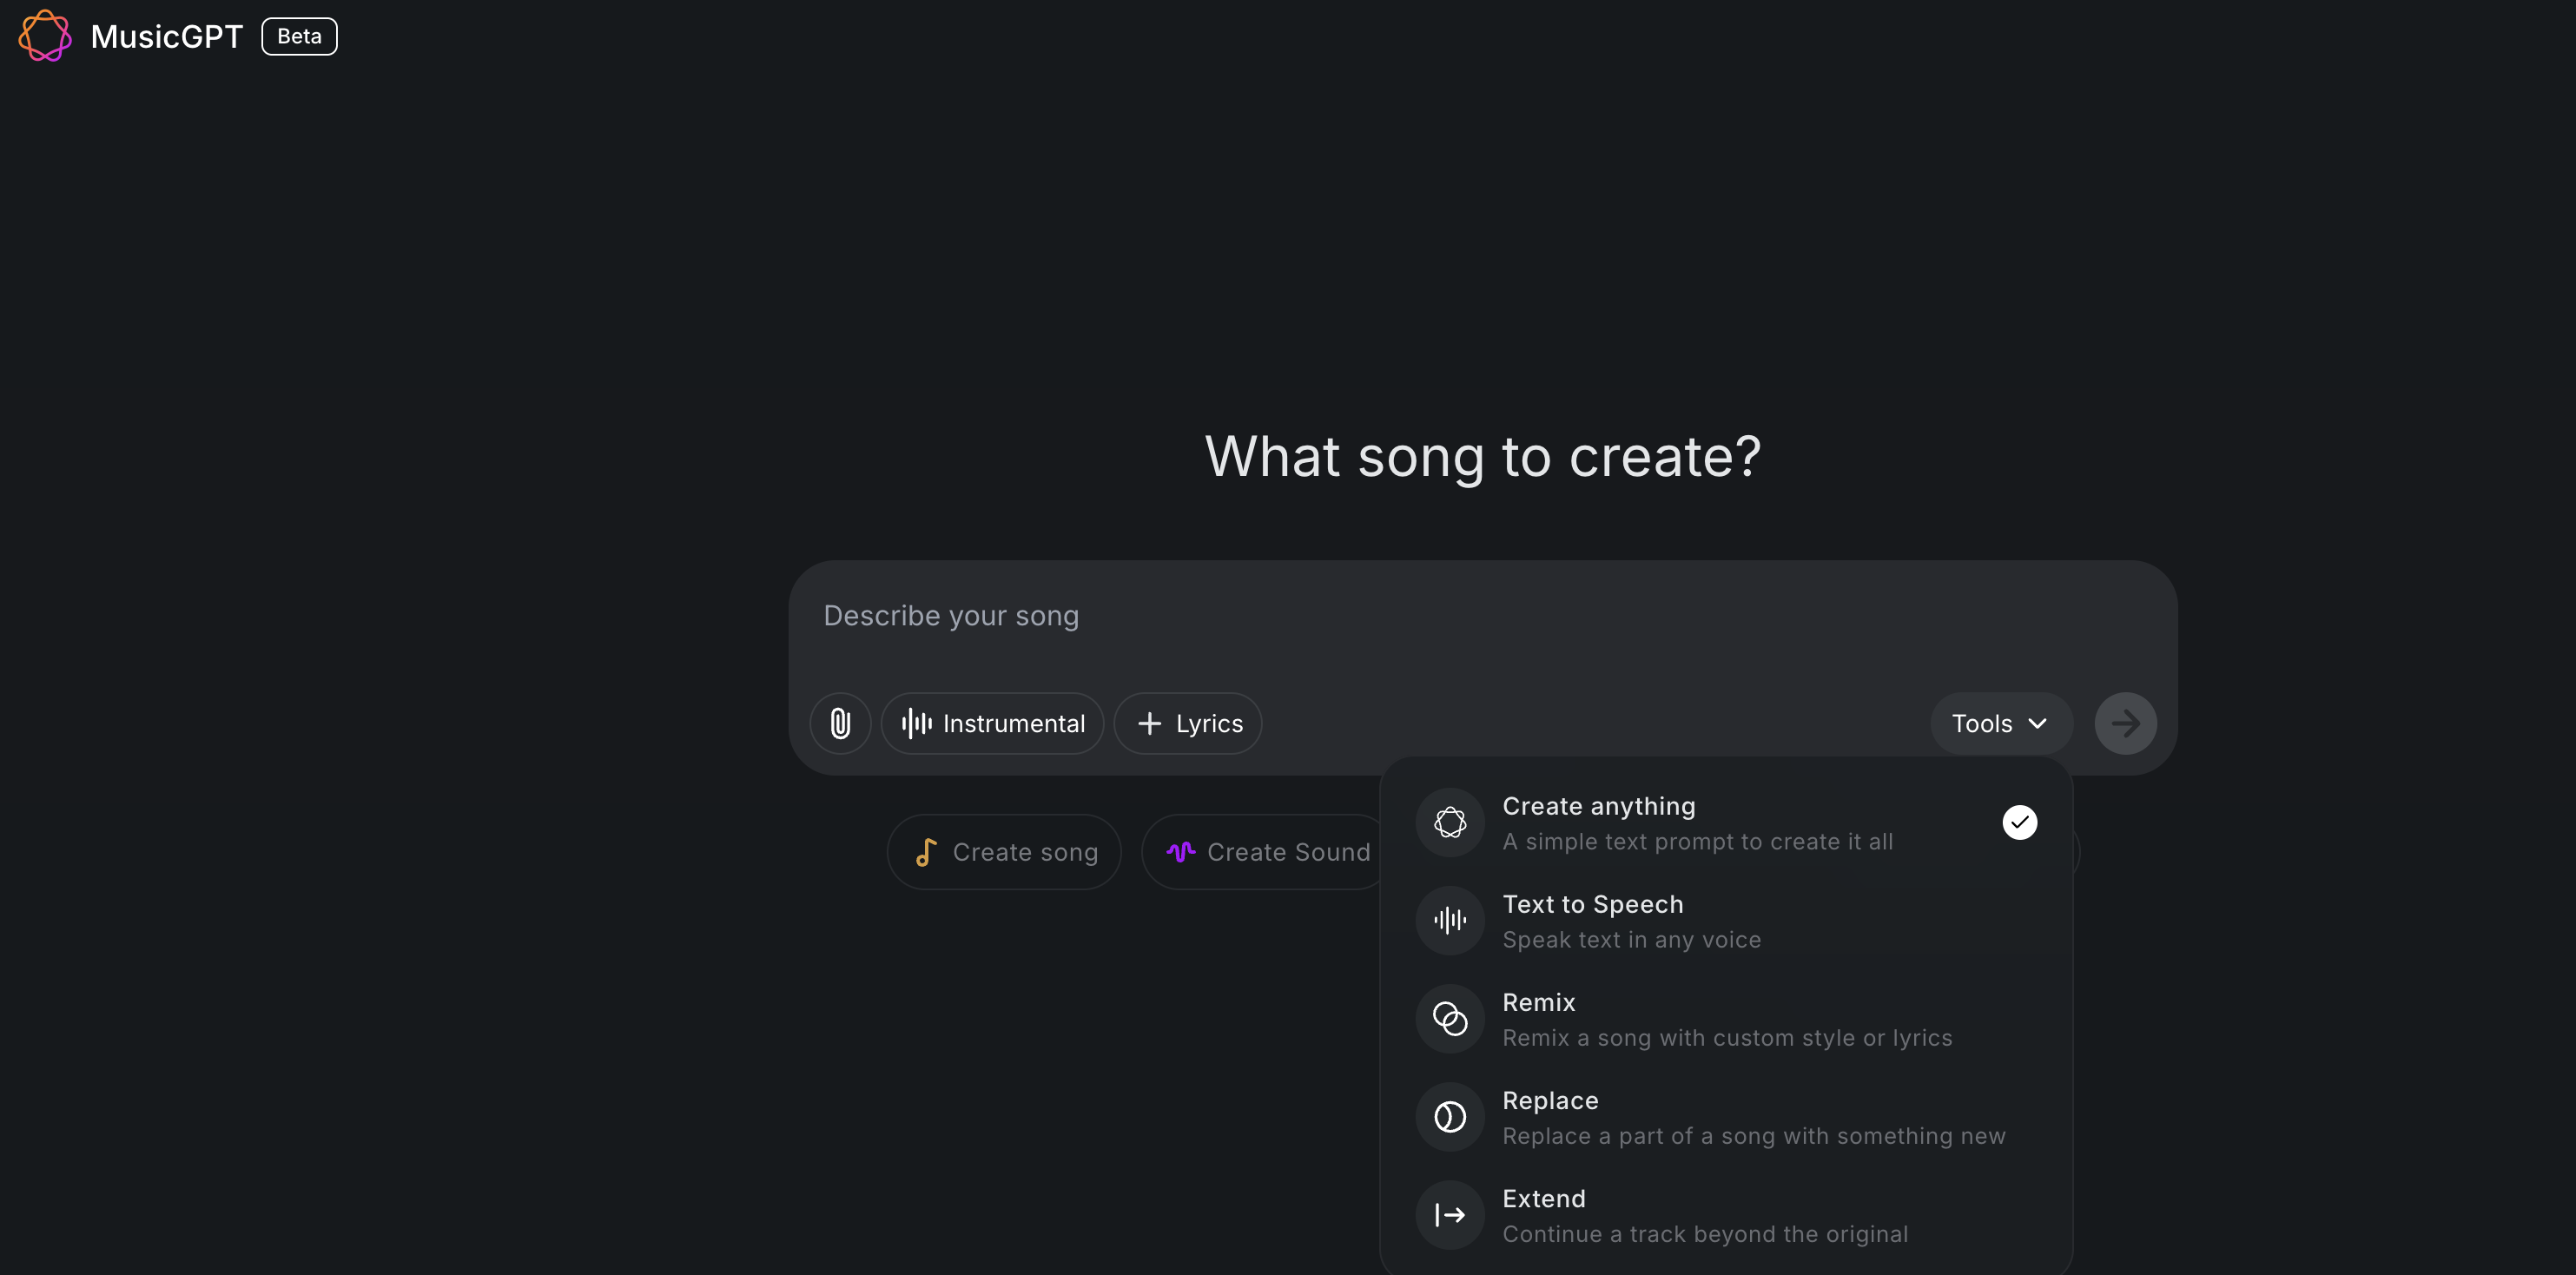 MusicGPT Beta
What song to create?
Describe your song
Instrumental
Lyrics
Tools
Create song
Create Sound
Create anything
A simple text prompt to create it all
Text to Speech
Speak text in any voice
Remix
Remix a song with custom style or lyrics
Replace
Replace a part of a song with something new
Extend
Continue a track beyond the original